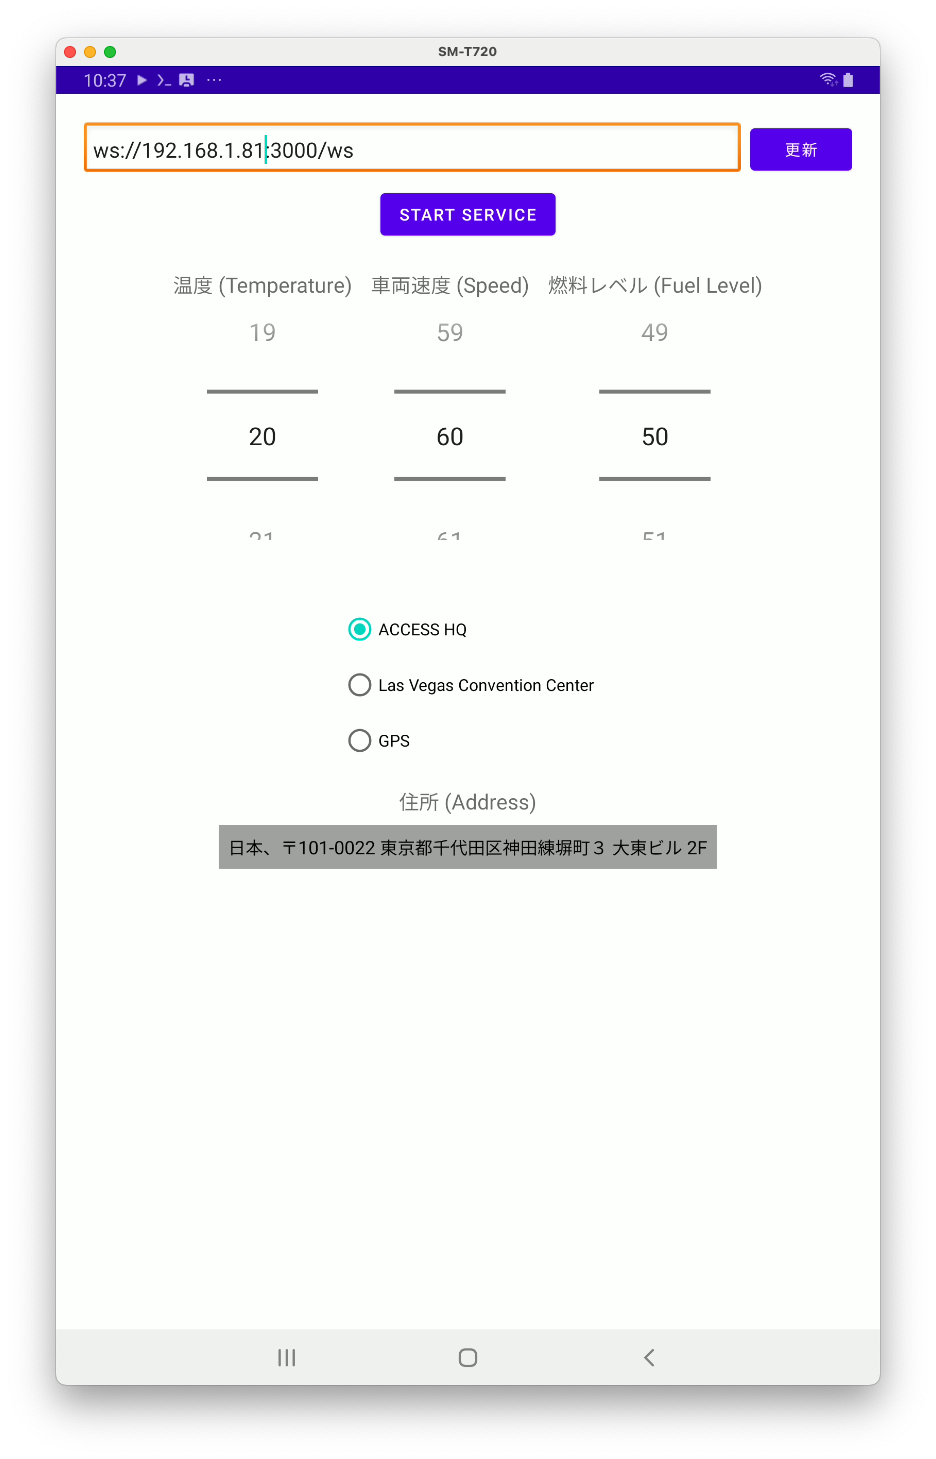 SM-T720
10:37
ws://192.168.1.81:3000/ws
更新
START SERVICE
温度 (Temperature) 車両速度 (Speed) 燃料レベル (Fuel Level)
19 59 49
20 60 50
21 61 51
ACCESS HQ
Las Vegas Convention Center
GPS
住所 (Address)
日本、〒101-0022 東京都千代田区神田練塀町３ 大東ビル 2F